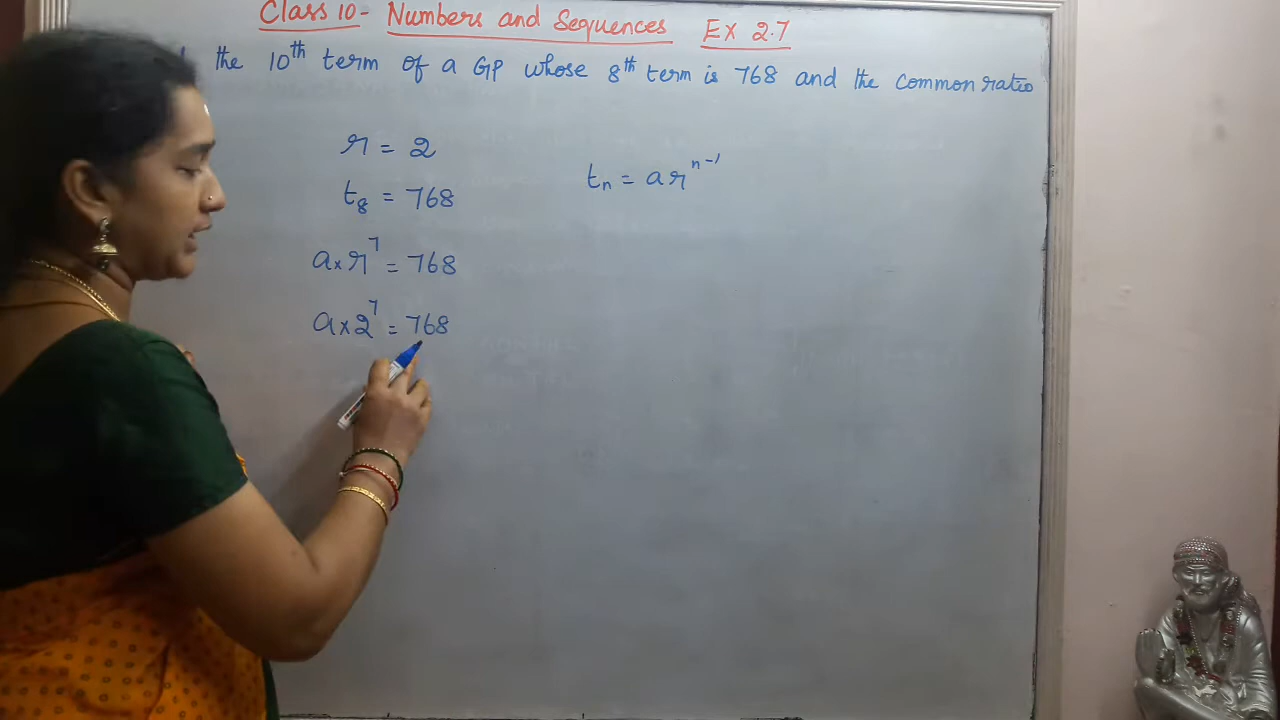 Class 10 - Numbers and Sequences Ex 2.7
the 10th term of a GP whose 8th term is 768 and the common ratio
r = 2
tn = ar^n-1
t8 = 768
a × r^7 = 768
a × 2^7 = 768